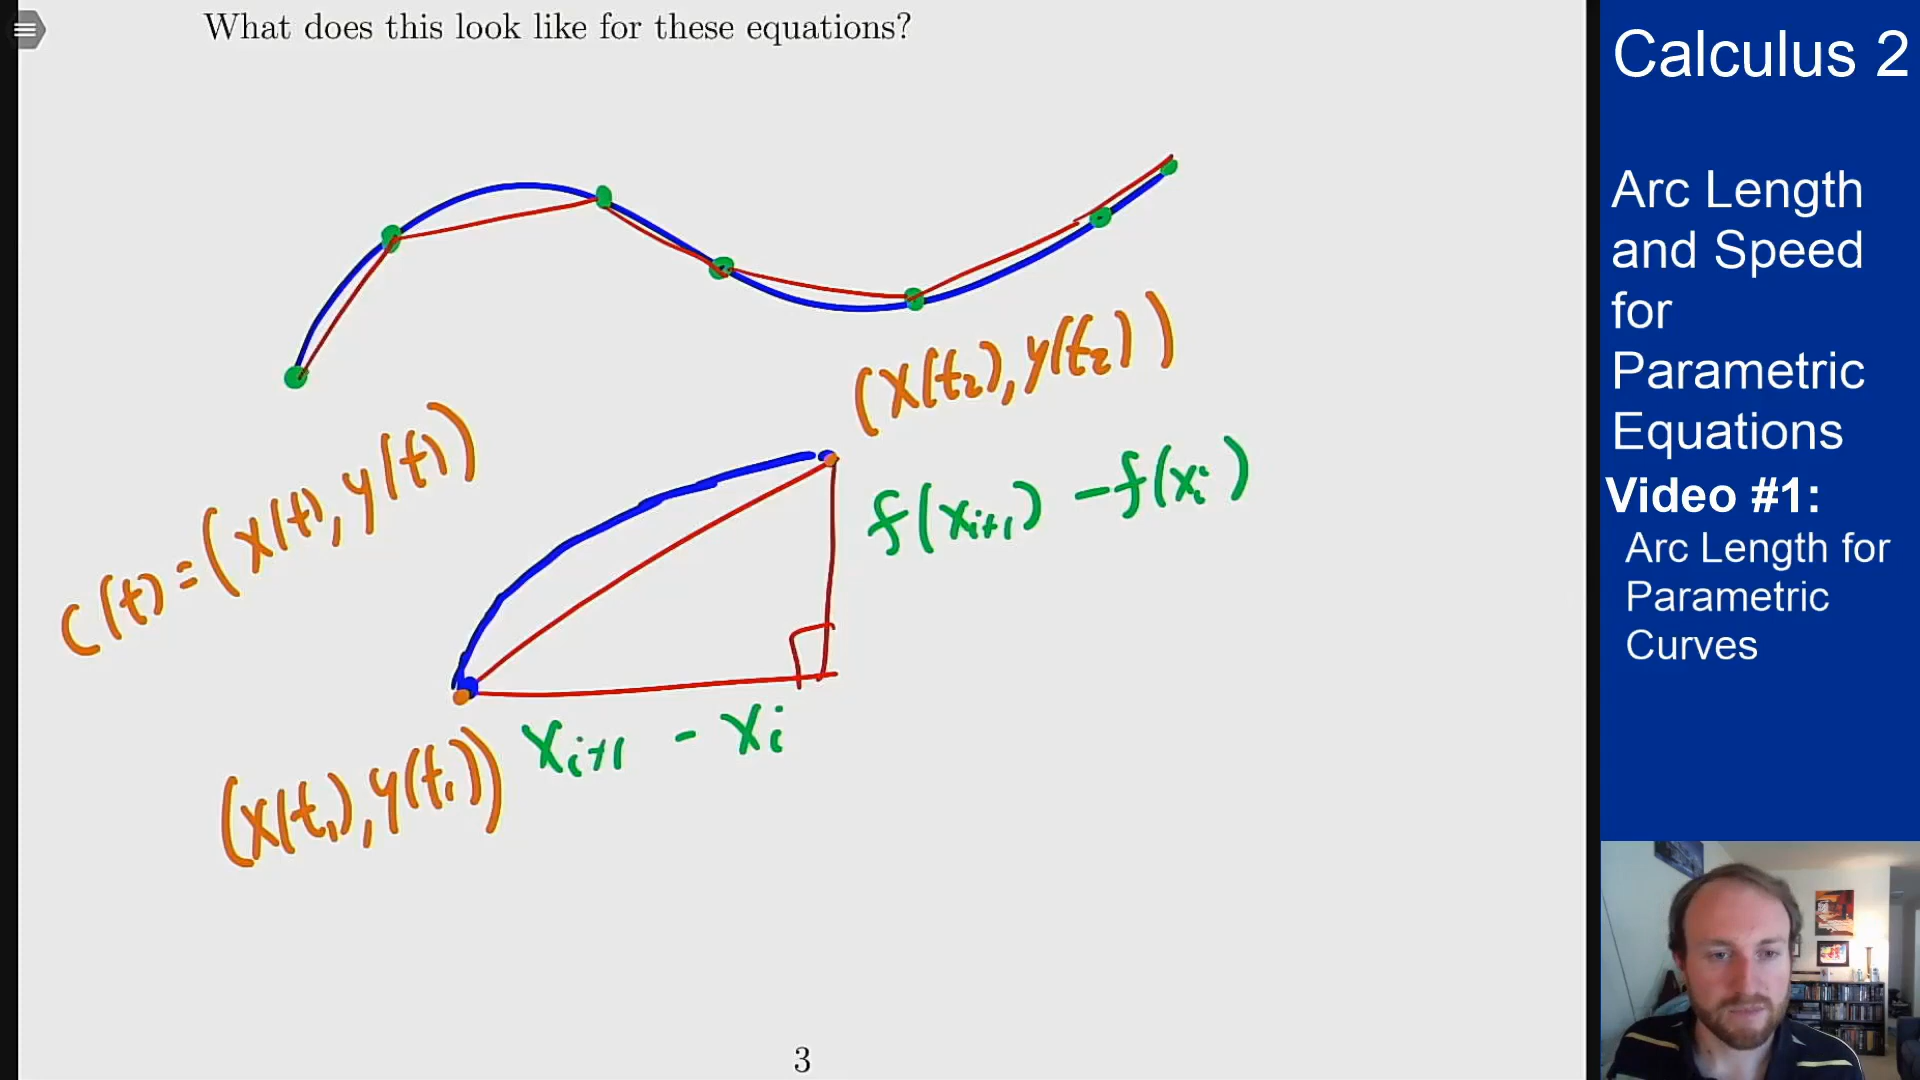 What does this look like for these equations?
(x(t₂), y(t₂))
c(t) = (x(t), y(t))
f(xᵢ₊₁) - f(xᵢ)
xᵢ₊₁ - xᵢ
(x(t₁), y(t₁))
3
Calculus 2
Arc Length
and Speed
for
Parametric
Equations
Video #1:
Arc Length for
Parametric
Curves